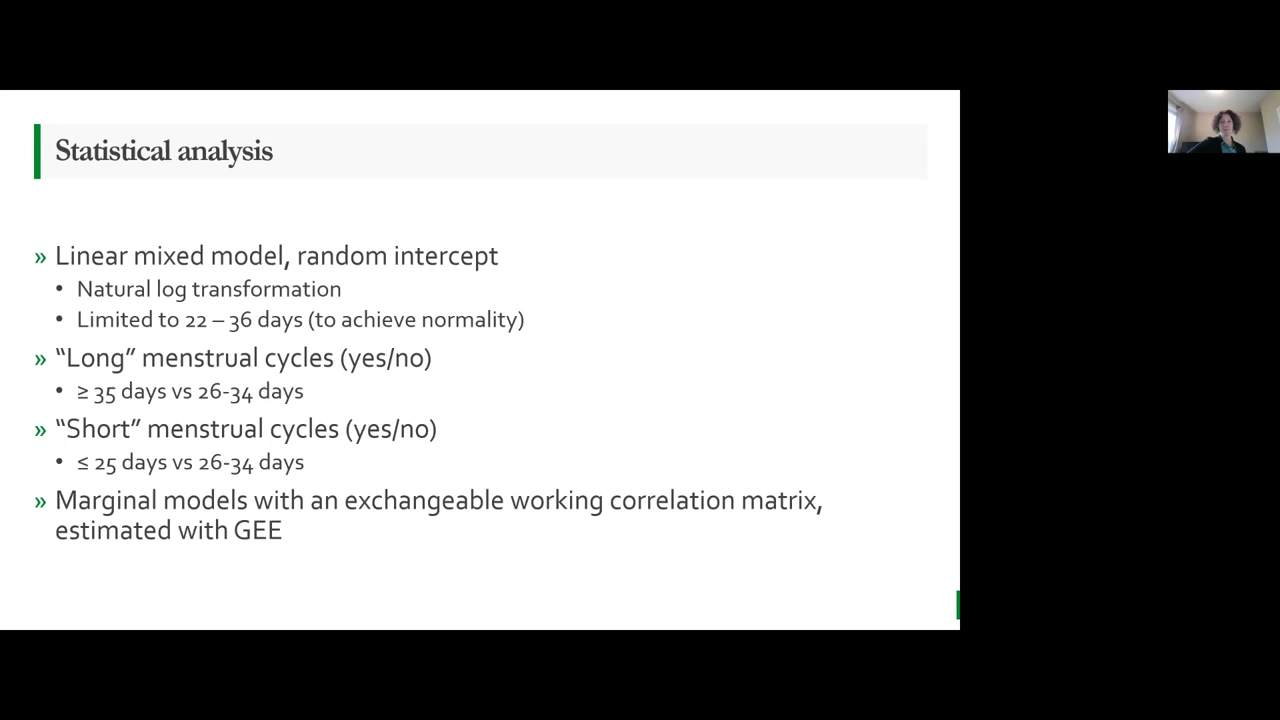 Statistical analysis
» Linear mixed model, random intercept
• Natural log transformation
• Limited to 22 – 36 days (to achieve normality)
» “Long” menstrual cycles (yes/no)
• ≥ 35 days vs 26-34 days
» “Short” menstrual cycles (yes/no)
• ≤ 25 days vs 26-34 days
» Marginal models with an exchangeable working correlation matrix,
estimated with GEE